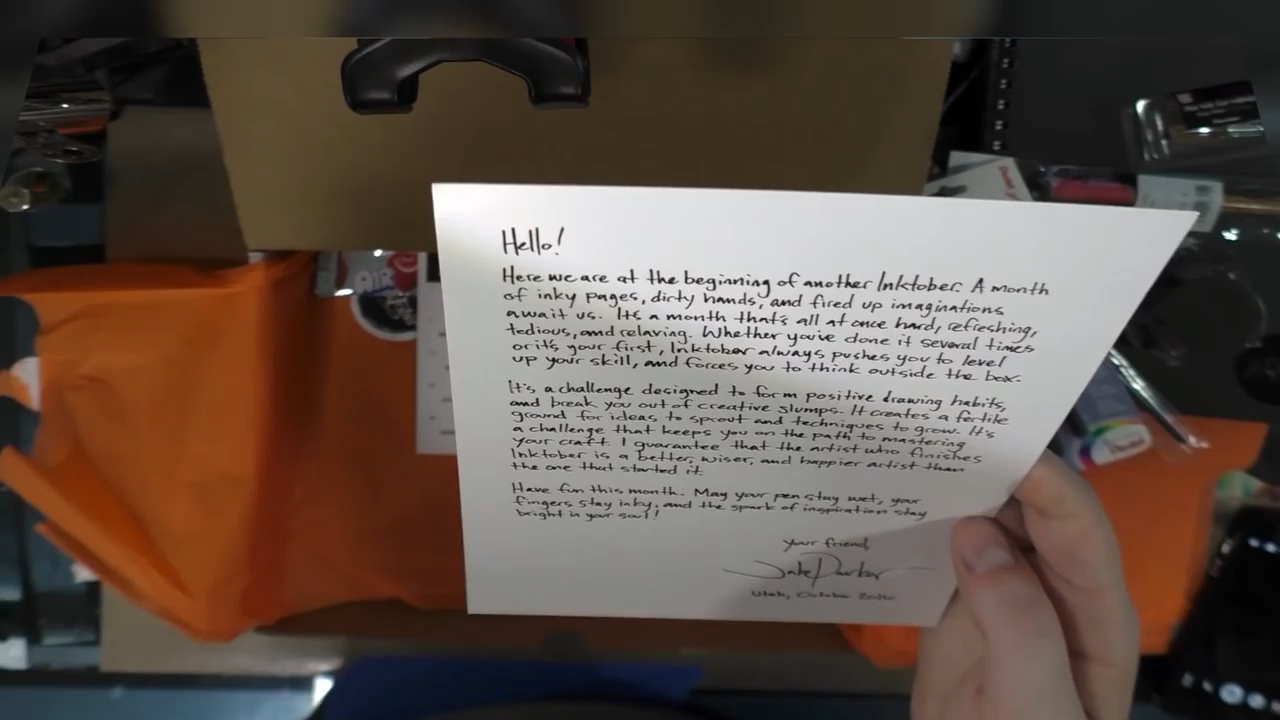 Hello!
Here we are at the beginning of another Inktober. A month
of inky pages, dirty hands, and fired up imaginations
await us. It's a month that's all at once hard, refreshing,
tedious, and relaxing. Whether you've done it several times
or it's your first, Inktober always pushes you to level
up your skill, and forces you to think outside the box.
It's a challenge designed to form positive drawing habits,
and break you out of creative slumps. It creates a fertile
ground for ideas to sprout and techniques to grow. It's
a challenge that keeps you on the path to mastering
your craft. I guarantee that the artist who finishes
Inktober is a better, wiser, and happier artist than
the one that started it.
Have fun this month. May your pen stay wet, your
fingers stay inky, and the spark of inspiration stay
bright in your soul!
Your friend,
Jake Parker
Utah, October 2016
AIR
Pentel